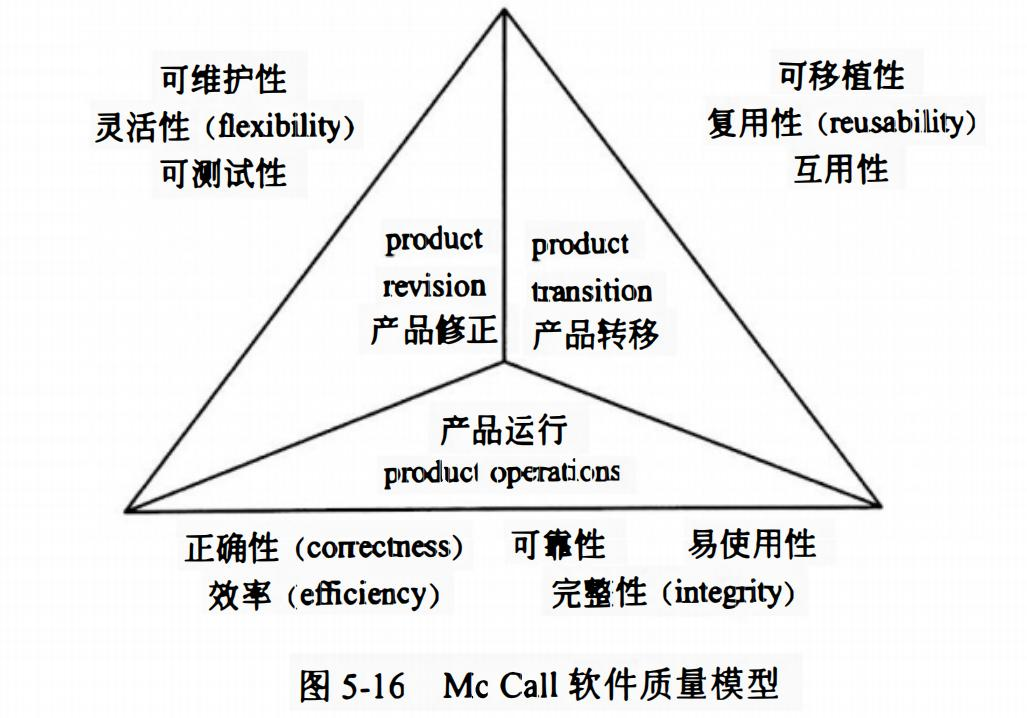 可维护性
灵活性（flexibility）
可测试性
可移植性
复用性（reusability）
互用性
product
revision
产品修正
product
transition
产品转移
产品运行
product operations
正确性（correctness） 可靠性 易使用性
效率（efficiency） 完整性（integrity）
图 5-16 Mc Call 软件质量模型